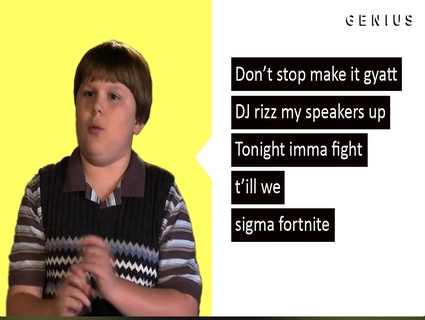 GENIUS
Don't stop make it gyatt
DJ rizz my speakers up
Tonight imma fight
t'ill we
sigma fortnite